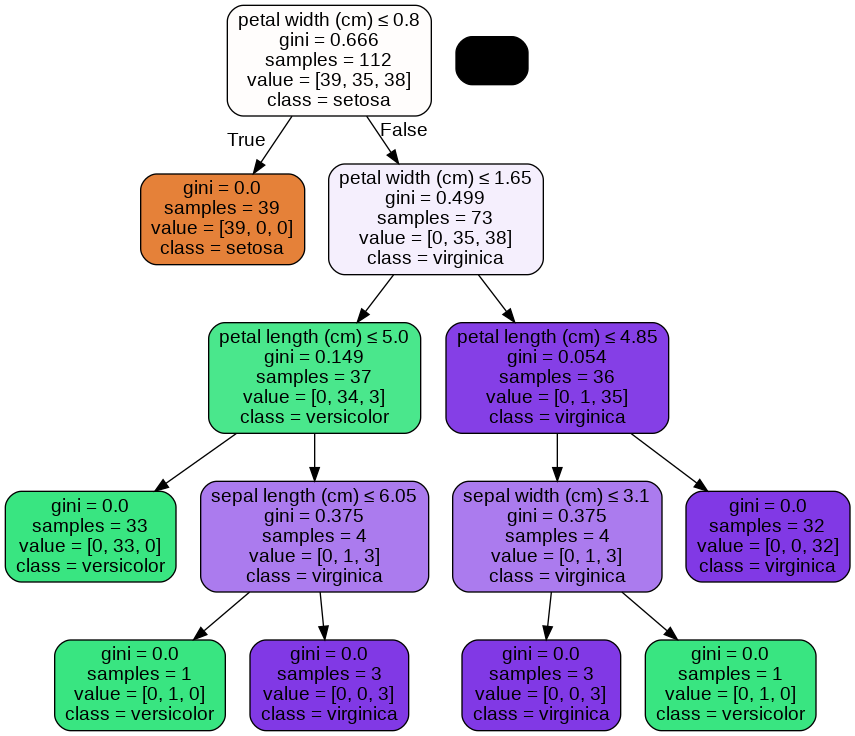 petal width (cm) ≤ 0.8
gini = 0.666
samples = 112
value = [39, 35, 38]
class = setosa
True
False
gini = 0.0
samples = 39
value = [39, 0, 0]
class = setosa
petal width (cm) ≤ 1.65
gini = 0.499
samples = 73
value = [0, 35, 38]
class = virginica
petal length (cm) ≤ 5.0
gini = 0.149
samples = 37
value = [0, 34, 3]
class = versicolor
petal length (cm) ≤ 4.85
gini = 0.054
samples = 36
value = [0, 1, 35]
class = virginica
gini = 0.0
samples = 33
value = [0, 33, 0]
class = versicolor
sepal length (cm) ≤ 6.05
gini = 0.375
samples = 4
value = [0, 1, 3]
class = virginica
sepal width (cm) ≤ 3.1
gini = 0.375
samples = 4
value = [0, 1, 3]
class = virginica
gini = 0.0
samples = 32
value = [0, 0, 32]
class = virginica
gini = 0.0
samples = 1
value = [0, 1, 0]
class = versicolor
gini = 0.0
samples = 3
value = [0, 0, 3]
class = virginica
gini = 0.0
samples = 3
value = [0, 0, 3]
class = virginica
gini = 0.0
samples = 1
value = [0, 1, 0]
class = versicolor